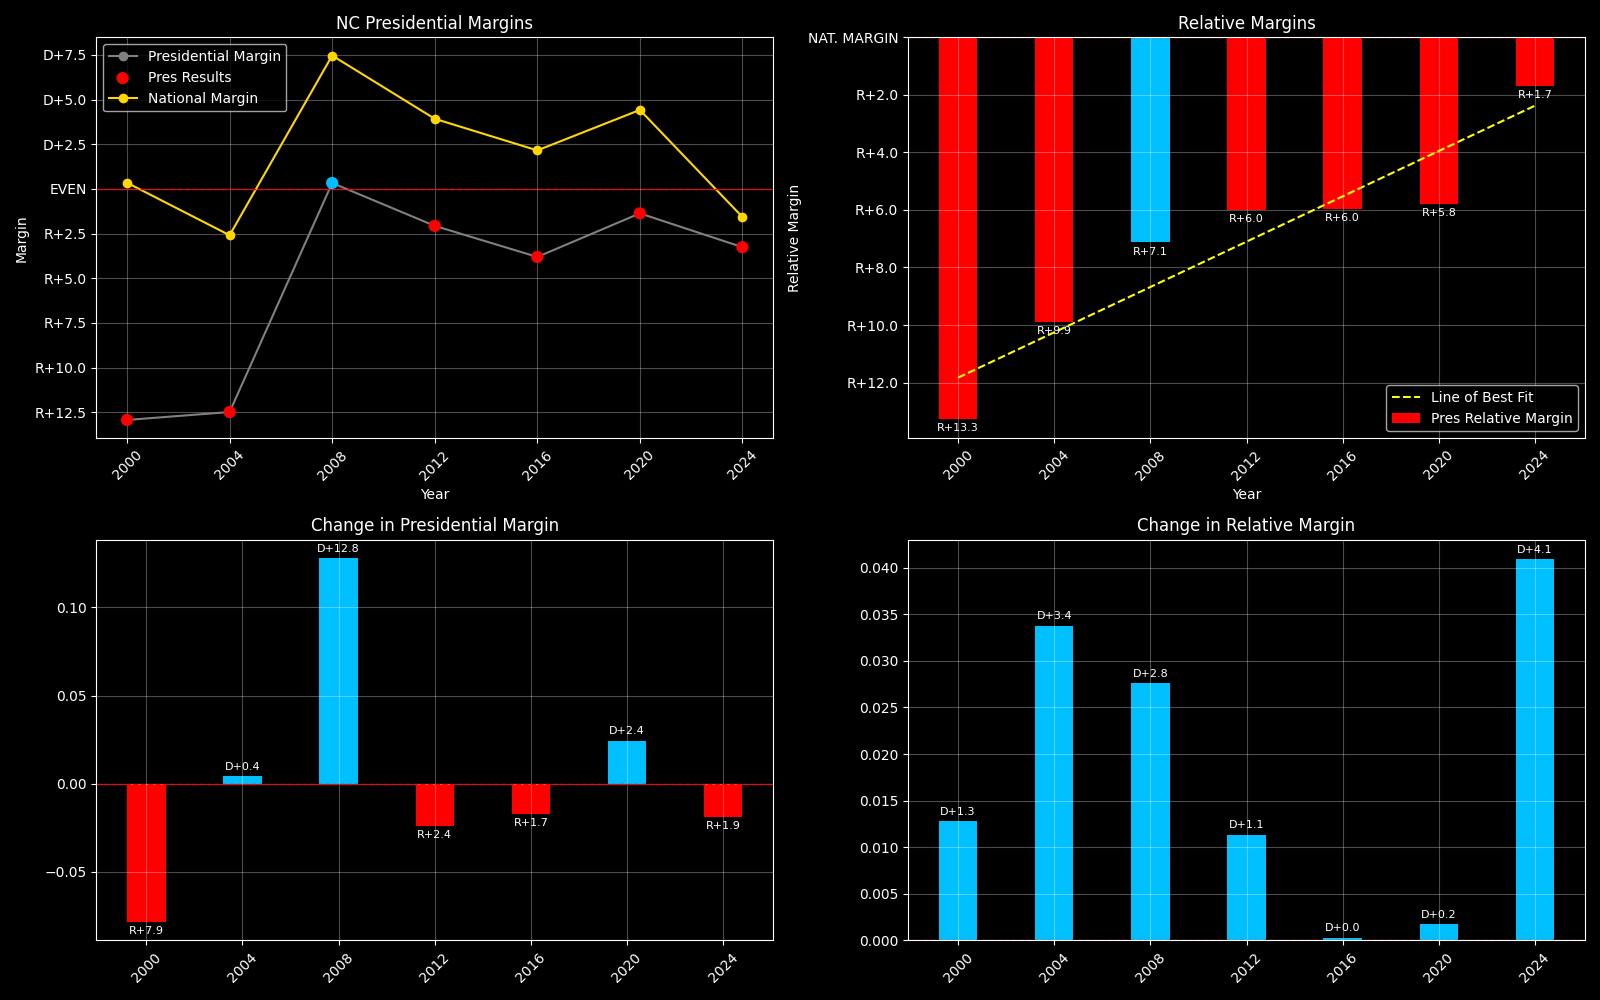 NC Presidential Margins
Presidential Margin
Pres Results
National Margin
D+7.5
D+5.0
D+2.5
EVEN
R+2.5
R+5.0
R+7.5
R+10.0
R+12.5
Margin
2000
2004
2008
2012
2016
2020
2024
Year
Relative Margins
NAT. MARGIN
R+2.0
R+4.0
R+6.0
R+8.0
R+10.0
R+12.0
Relative Margin
R+13.3
R+9.9
R+7.1
R+6.0
R+6.0
R+5.8
R+1.7
Line of Best Fit
Pres Relative Margin
2000
2004
2008
2012
2016
2020
2024
Year
Change in Presidential Margin
0.10
0.05
0.00
−0.05
R+7.9
D+0.4
D+12.8
R+2.4
R+1.7
D+2.4
R+1.9
2000
2004
2008
2012
2016
2020
2024
Change in Relative Margin
0.040
0.035
0.030
0.025
0.020
0.015
0.010
0.005
0.000
D+1.3
D+3.4
D+2.8
D+1.1
D+0.0
D+0.2
D+4.1
2000
2004
2008
2012
2016
2020
2024